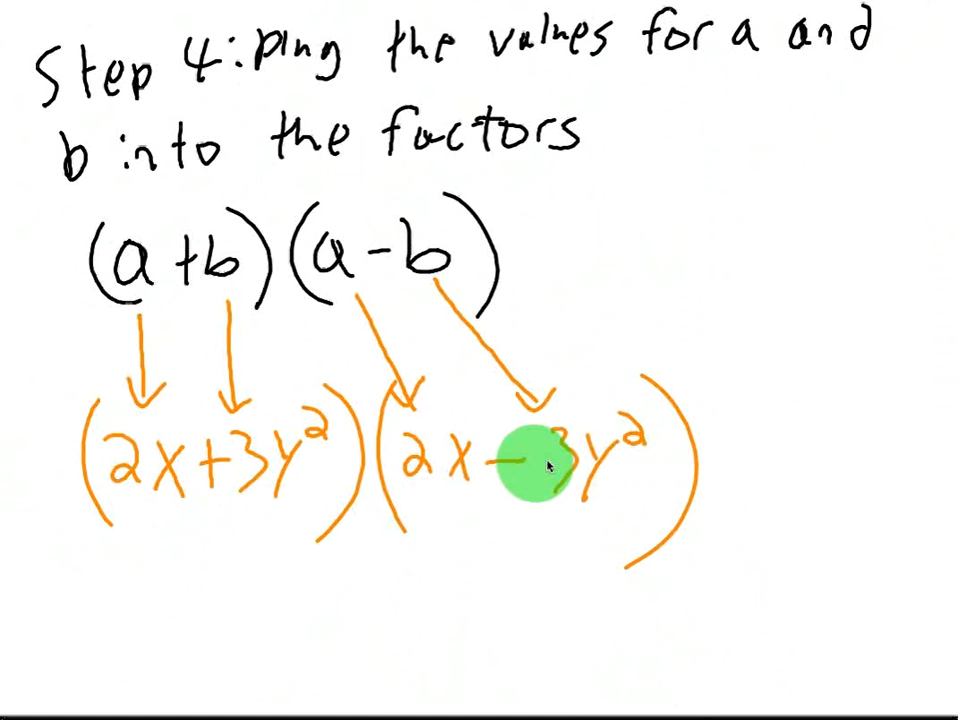 Step 4: plug the values for a and
b into the factors
(a+b)(a-b)
(2x+3y²)(2x-3y²)